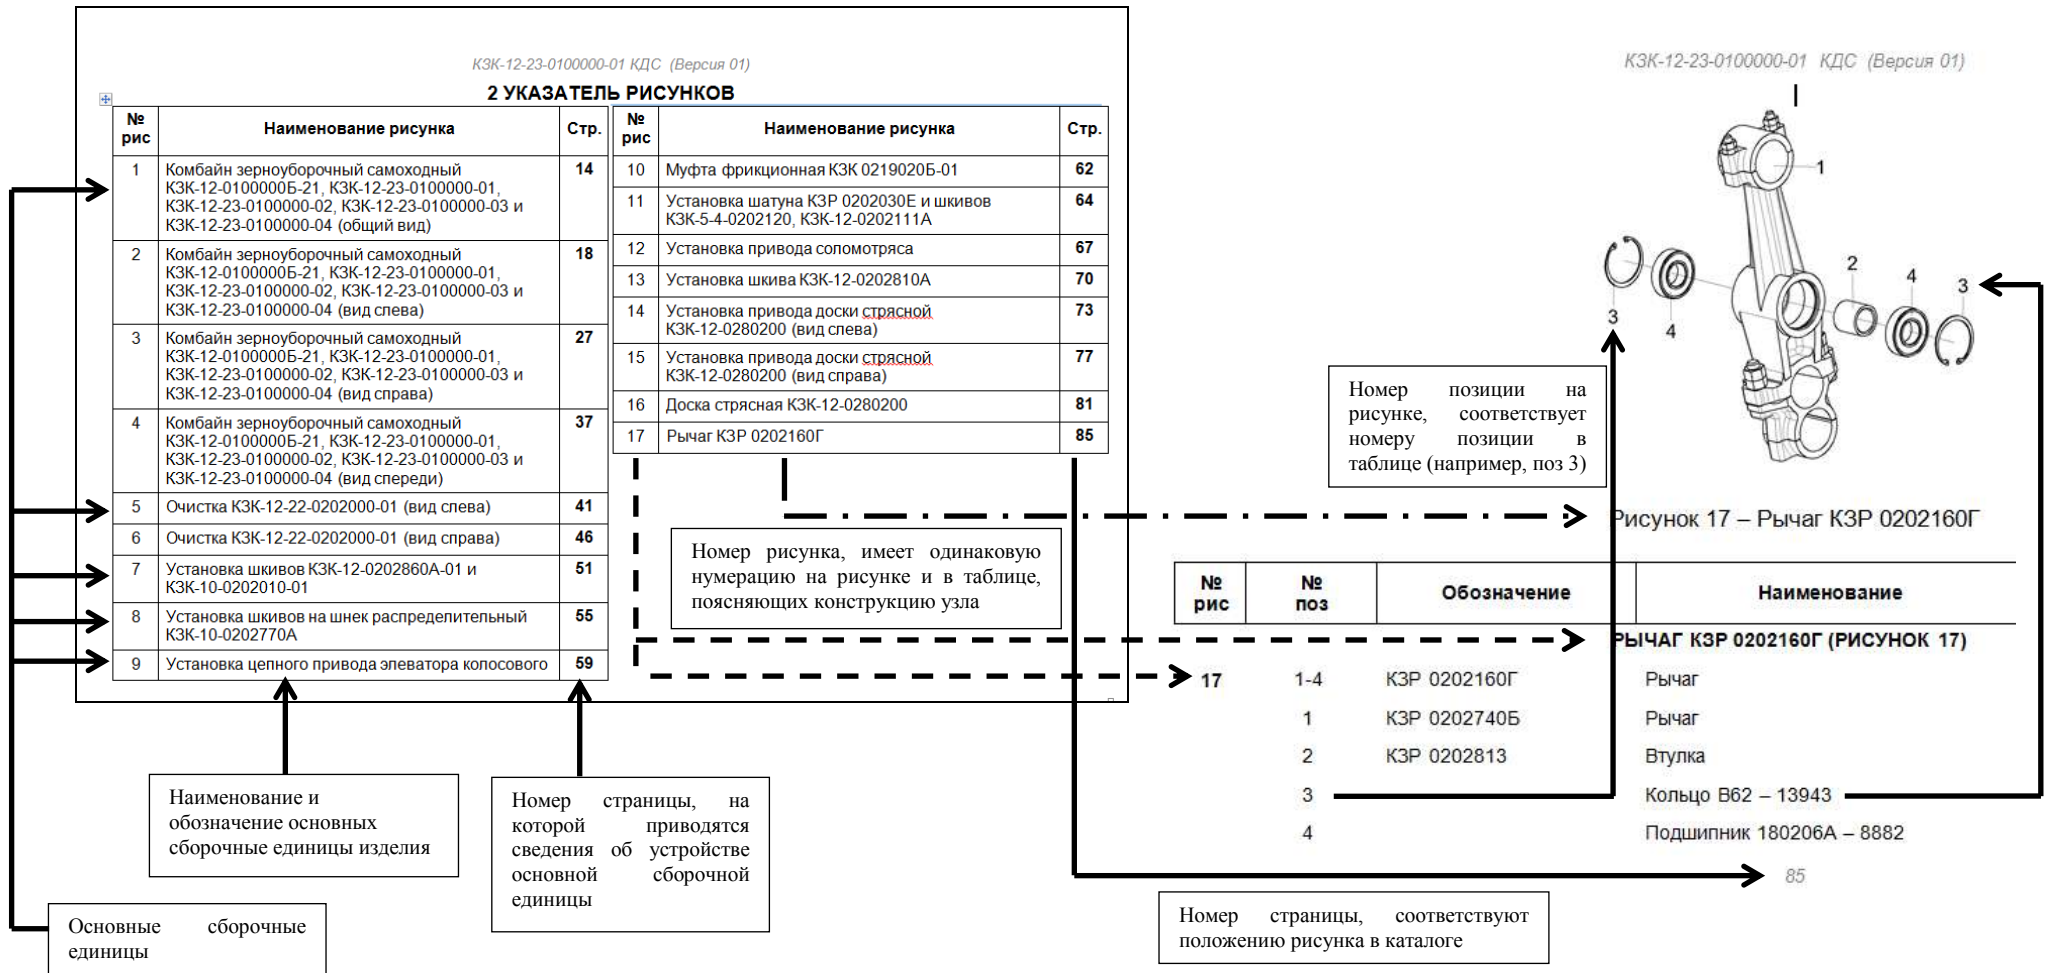 КЗК-12-23-0100000-01 КДС (Версия 01)
2 УКАЗАТЕЛЬ РИСУНКОВ
№ рис
Наименование рисунка
Стр.
1
Комбайн зерноуборочный самоходный
КЗК-12-0100000Б-21, КЗК-12-23-0100000-01,
КЗК-12-23-0100000-02, КЗК-12-23-0100000-03 и
КЗК-12-23-0100000-04 (общий вид)
14
2
Комбайн зерноуборочный самоходный
КЗК-12-0100000Б-21, КЗК-12-23-0100000-01,
КЗК-12-23-0100000-02, КЗК-12-23-0100000-03 и
КЗК-12-23-0100000-04 (вид слева)
18
3
Комбайн зерноуборочный самоходный
КЗК-12-0100000Б-21, КЗК-12-23-0100000-01,
КЗК-12-23-0100000-02, КЗК-12-23-0100000-03 и
КЗК-12-23-0100000-04 (вид справа)
27
4
Комбайн зерноуборочный самоходный
КЗК-12-0100000Б-21, КЗК-12-23-0100000-01,
КЗК-12-23-0100000-02, КЗК-12-23-0100000-03 и
КЗК-12-23-0100000-04 (вид спереди)
37
5
Очистка КЗК-12-22-0202000-01 (вид слева)
41
6
Очистка КЗК-12-22-0202000-01 (вид справа)
46
7
Установка шкивов КЗК-12-0202860А-01 и
КЗК-10-0202010-01
51
8
Установка шкивов на шнек распределительный
КЗК-10-0202770А
55
9
Установка цепного привода элеватора колосового
59
№ рис
Наименование рисунка
Стр.
10
Муфта фрикционная КЗК 0219020Б-01
62
11
Установка шатуна КЗР 0202030Е и шкивов
КЗК-5-4-0202120, КЗК-12-0202111А
64
12
Установка привода соломотряса
67
13
Установка шкива КЗК-12-0202810А
70
14
Установка привода доски стрясной
КЗК-12-0280200 (вид слева)
73
15
Установка привода доски стрясной
КЗК-12-0280200 (вид справа)
77
16
Доска стрясная КЗК-12-0280200
81
17
Рычаг КЗР 0202160Г
85
Номер рисунка, имеет одинаковую
нумерацию на рисунке и в таблице,
поясняющих конструкцию узла
Наименование и
обозначение основных
сборочные единицы изделия
Номер страницы, на
которой приводятся
сведения об устройстве
основной сборочной
единицы
Основные сборочные
единицы
КЗК-12-23-0100000-01 КДС (Версия 01)
1
2
4
3
3
4
Номер позиции на
рисунке, соответствует
номеру позиции в
таблице (например, поз 3)
Рисунок 17 – Рычаг КЗР 0202160Г
№ рис
№ поз
Обозначение
Наименование
РЫЧАГ КЗР 0202160Г (РИСУНОК 17)
17
1-4
КЗР 0202160Г
Рычаг
1
КЗР 0202740Б
Рычаг
2
КЗР 0202813
Втулка
3
Кольцо В62 – 13943
4
Подшипник 180206А – 8882
85
Номер страницы, соответствуют
положению рисунка в каталоге